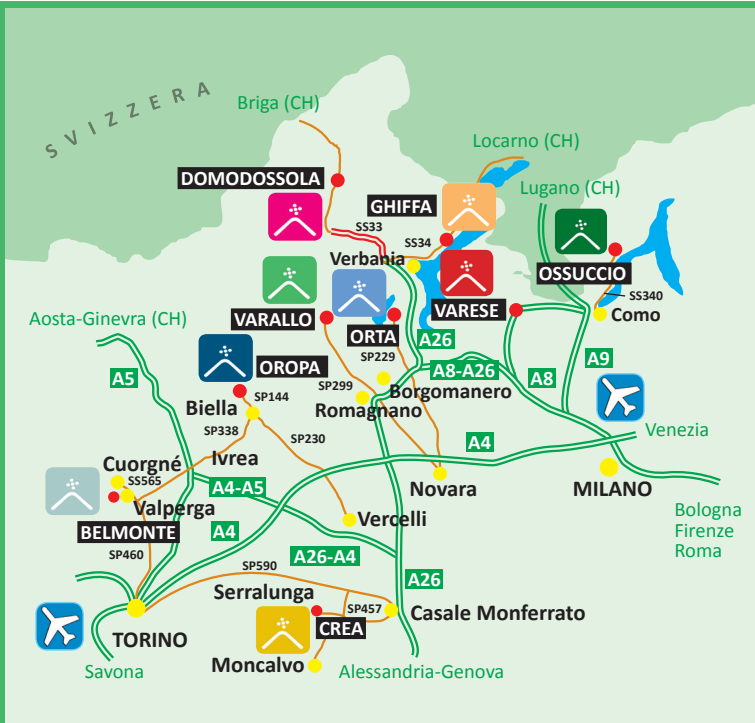 SVIZZERA
Briga (CH)
Locarno (CH)
DOMODOSSOLA
Lugano (CH)
GHIFFA
SS33
SS34
Verbania
OSSUCCIO
SS340
VARALLO
VARESE
Como
Aosta-Ginevra (CH)
ORTA
A26
A9
OROPA
SP229
A8-A26
A5
SP299
Borgomanero
A8
SP144
Biella
Romagnano
SP338
SP230
A4
Venezia
Cuorgné
Ivrea
SS565
A4-A5
Novara
MILANO
Valperga
Vercelli
Bologna
Firenze
Roma
BELMONTE
A4
SP460
A26-A4
SP590
A26
Serralunga
SP457
Casale Monferrato
CREA
TORINO
Moncalvo
Savona
Alessandria-Genova